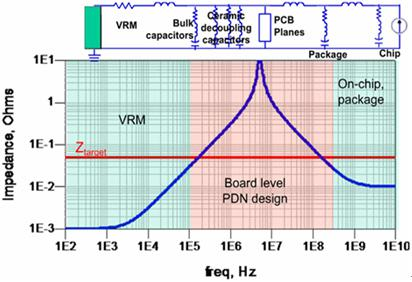 VRM
Bulk
capacitors
Ceramic
decoupling
capacitors
PCB
Planes
Package
Chip
Impedance, Ohms
1E1
1
1E-1
1E-2
1E-3
VRM
On-chip,
package
Ztarget
Board level
PDN design
1E2
1E3
1E4
1E5
1E6
1E7
1E8
1E9
1E10
freq, Hz